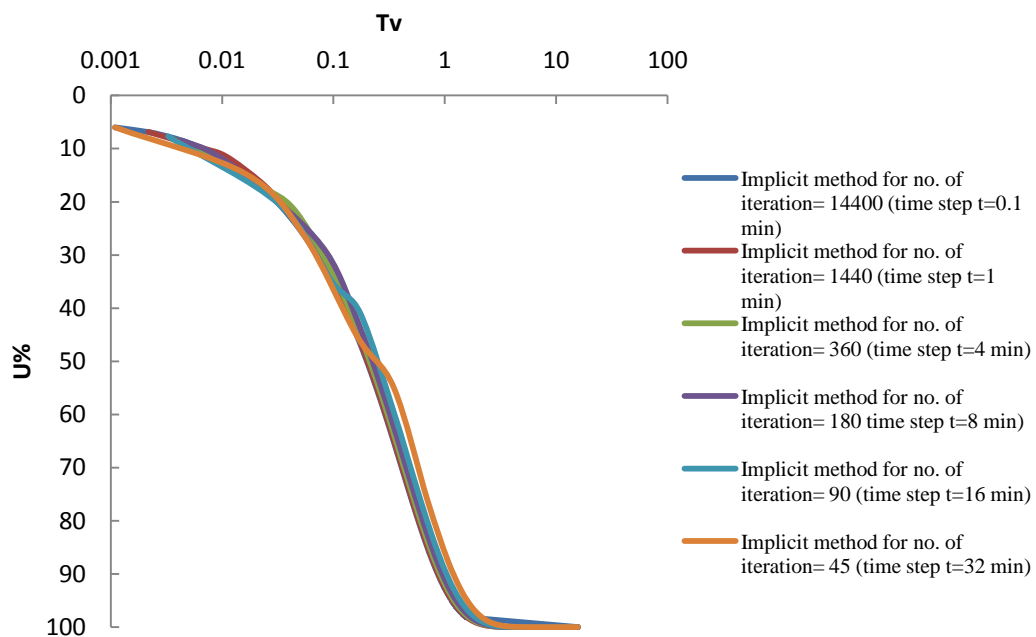 Tv
0.001 0.01 0.1 1 10 100
0
10
20
30
40
50
60
70
80
90
100
U%
Implicit method for no. of
iteration= 14400 (time step t=0.1
min)
Implicit method for no. of
iteration= 1440 (time step t=1
min)
Implicit method for no. of
iteration= 360 (time step t=4 min)
Implicit method for no. of
iteration= 180 time step t=8 min)
Implicit method for no. of
iteration= 90 (time step t=16 min)
Implicit method for no. of
iteration= 45 (time step t=32 min)